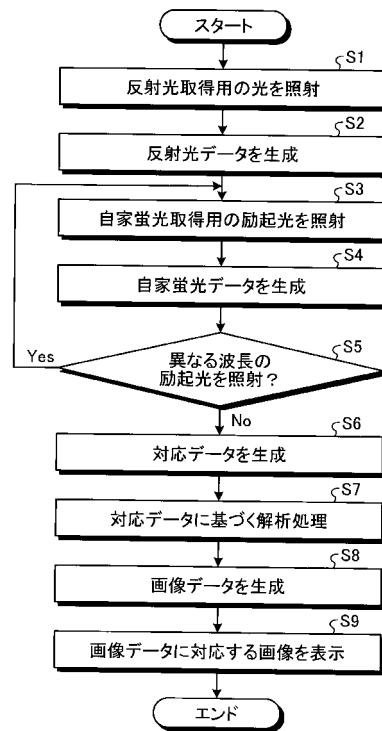 スタート
S1
反射光取得用の光を照射
S2
反射光データを生成
S3
自家蛍光取得用の励起光を照射
S4
自家蛍光データを生成
S5
異なる波長の
励起光を照射?
Yes
No
S6
対応データを生成
S7
対応データに基づく解析処理
S8
画像データを生成
S9
画像データに対応する画像を表示
エンド